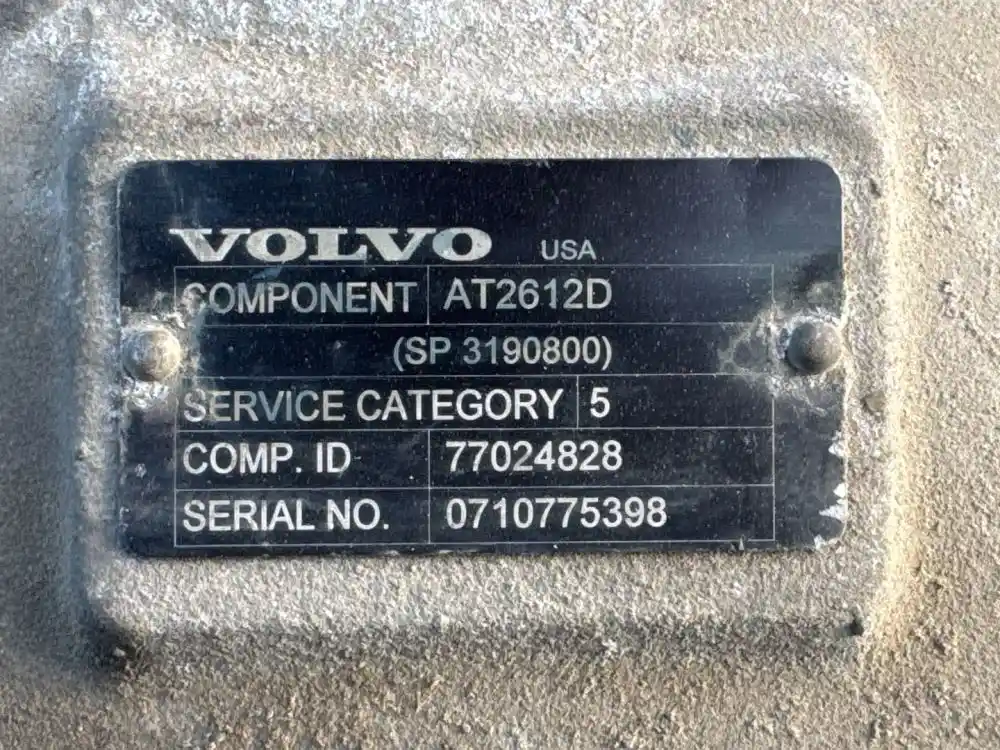 VOLVO USA
COMPONENT AT2612D
(SP 3190800)
SERVICE CATEGORY 5
COMP. ID 77024828
SERIAL NO. 0710775398